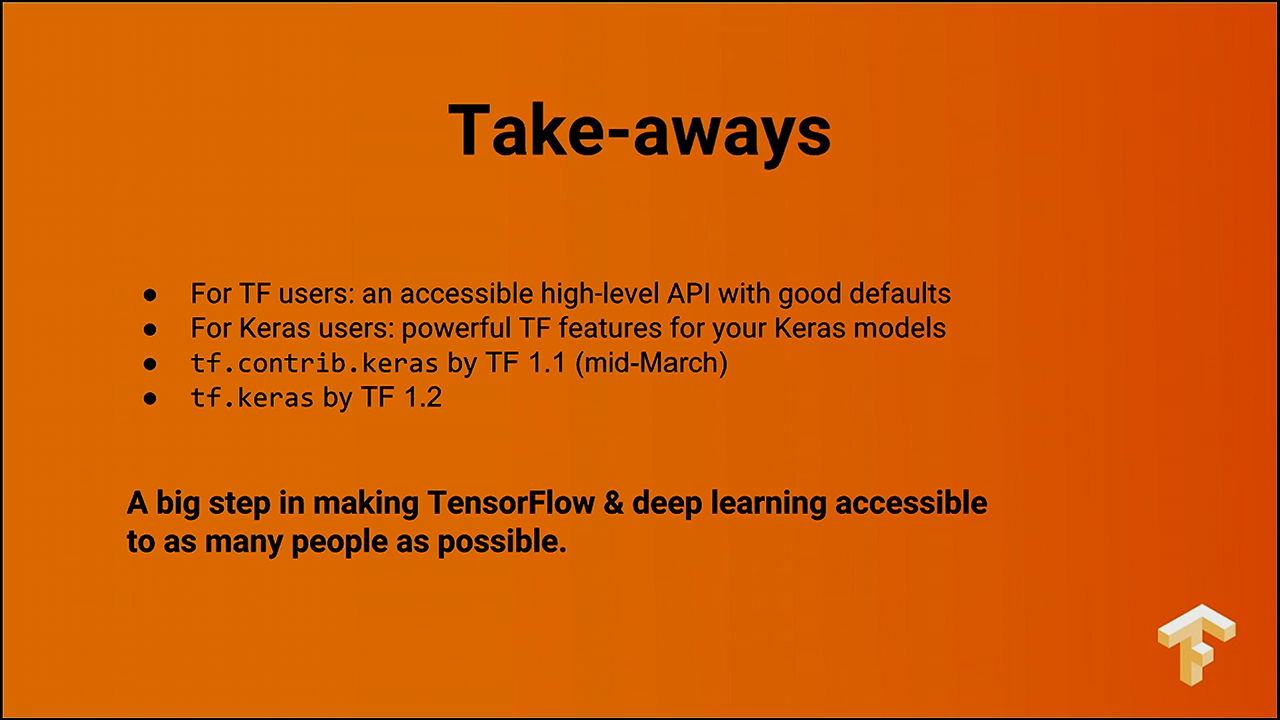 Take-aways
● For TF users: an accessible high-level API with good defaults
● For Keras users: powerful TF features for your Keras models
● tf.contrib.keras by TF 1.1 (mid-March)
● tf.keras by TF 1.2
A big step in making TensorFlow & deep learning accessible
to as many people as possible.